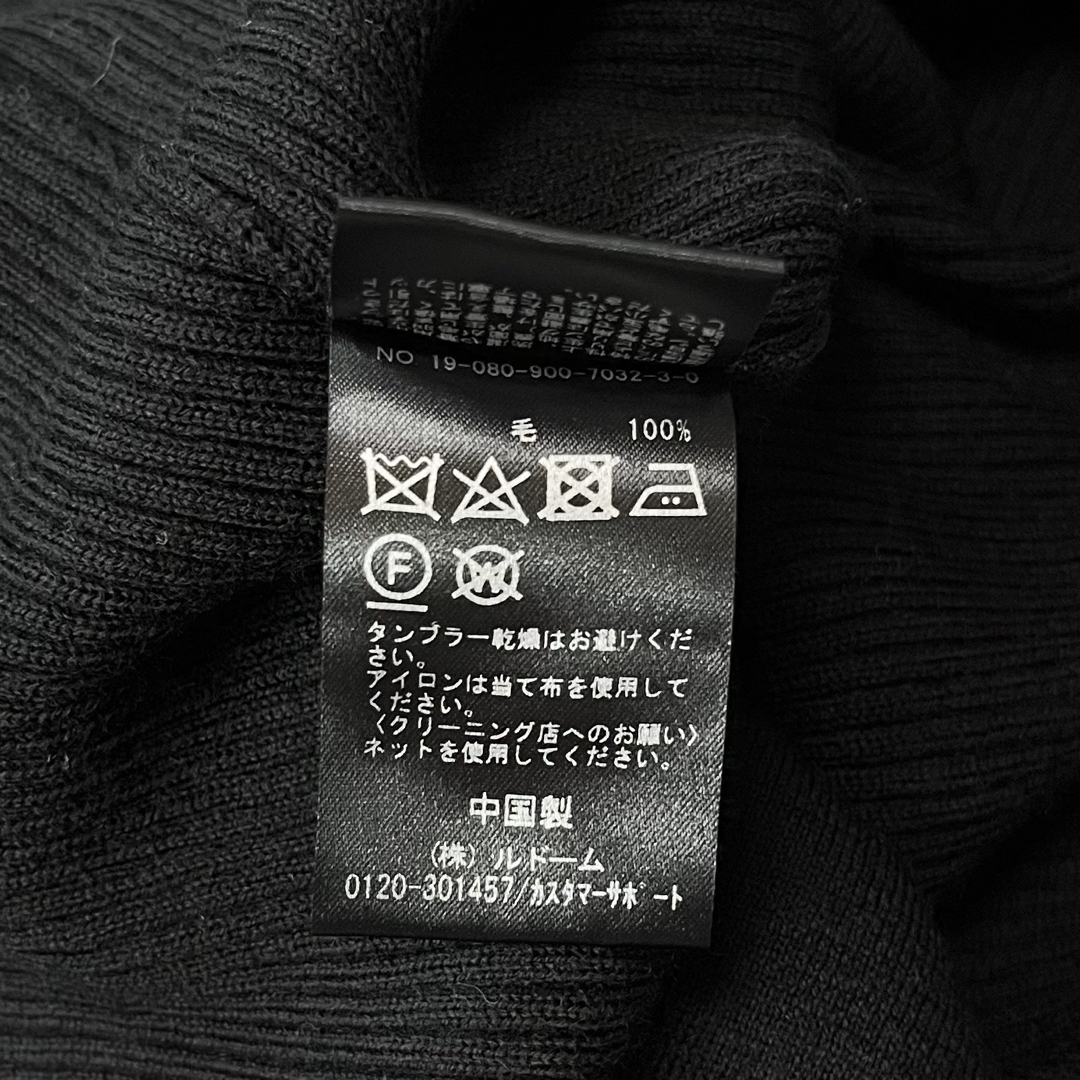 NO 19-080-900-7032-3-0
毛 100%
F W
タンブラー乾燥はお避けくだ
さい。
アイロンは当て布を使用して
ください。
〈クリーニング店へのお願い〉
ネットを使用してください。
中国製
(株)ルドーム
0120-301457/カスタマーサポート